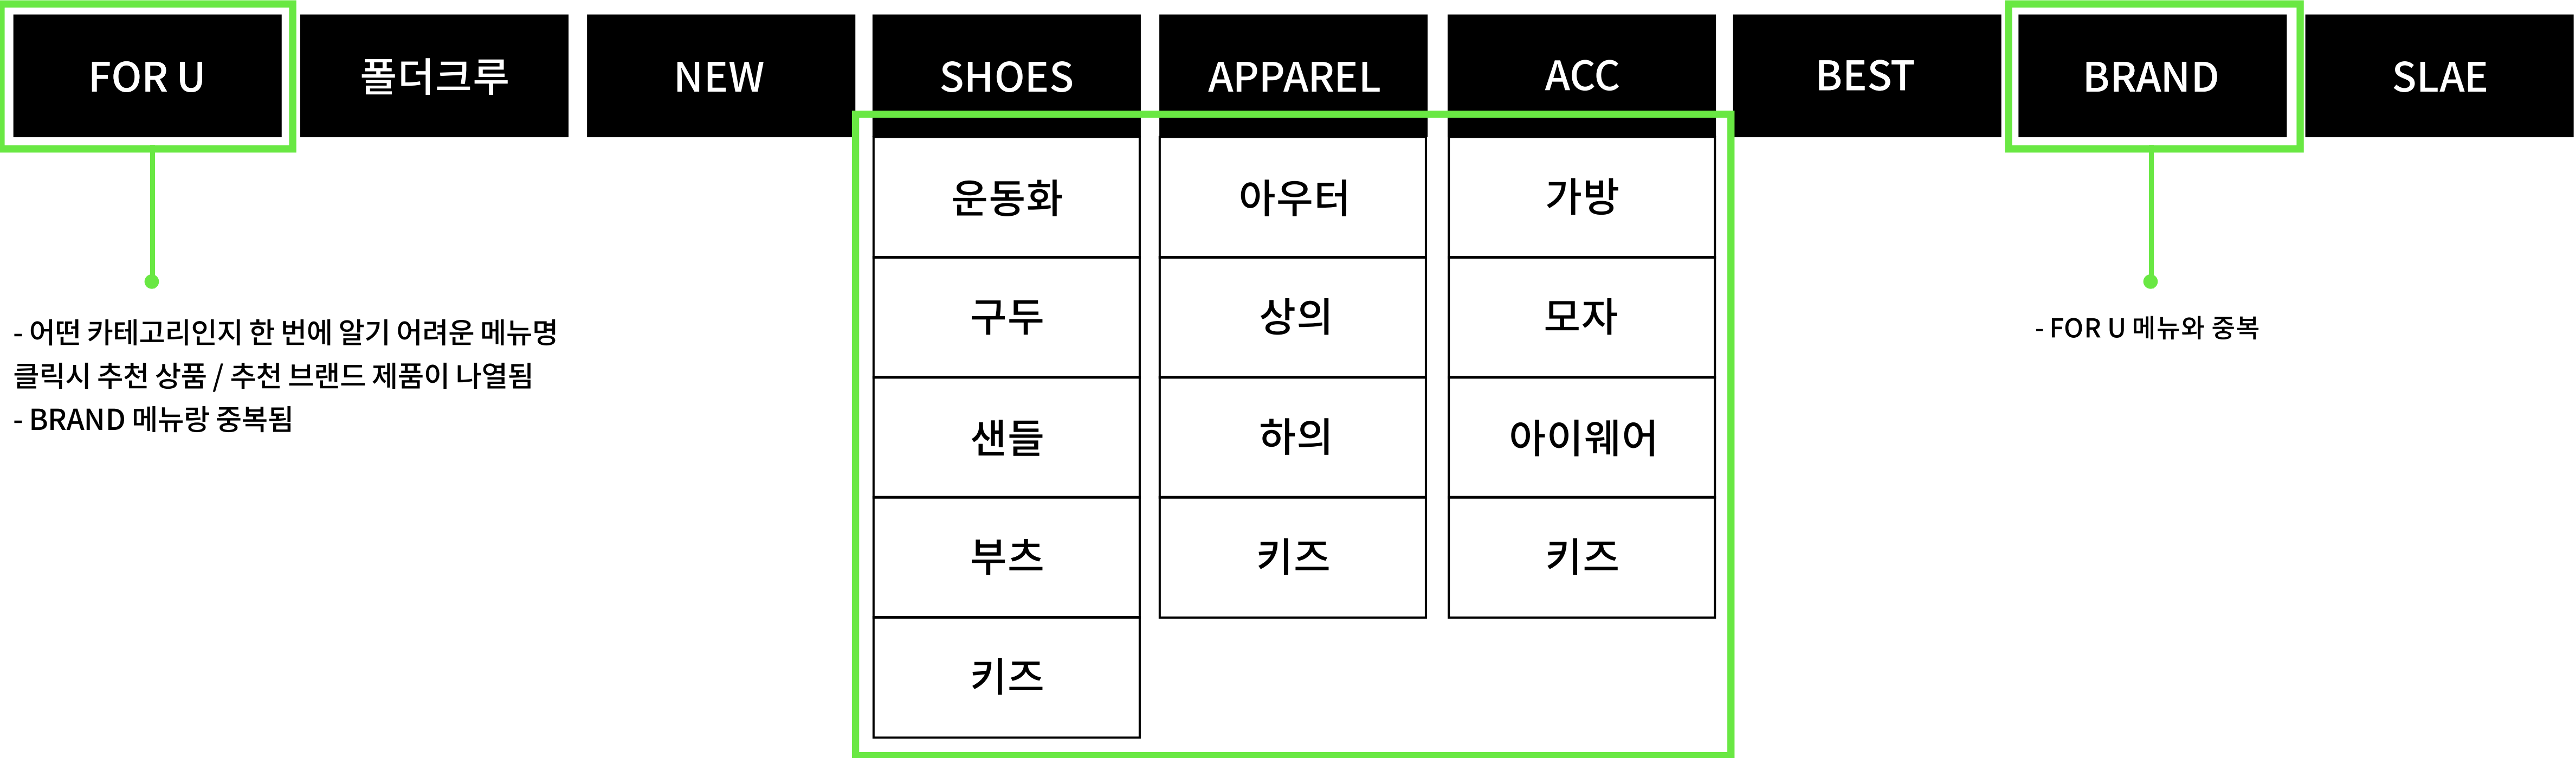 FOR U
폴더크루
NEW
SHOES
APPAREL
ACC
BEST
BRAND
SLAE
운동화
구두
샌들
부츠
키즈
아우터
상의
하의
키즈
가방
모자
아이웨어
키즈
- 어떤 카테고리인지 한 번에 알기 어려운 메뉴명
클릭시 추천 상품 / 추천 브랜드 제품이 나열됨
- BRAND 메뉴랑 중복됨
- FOR U 메뉴와 중복